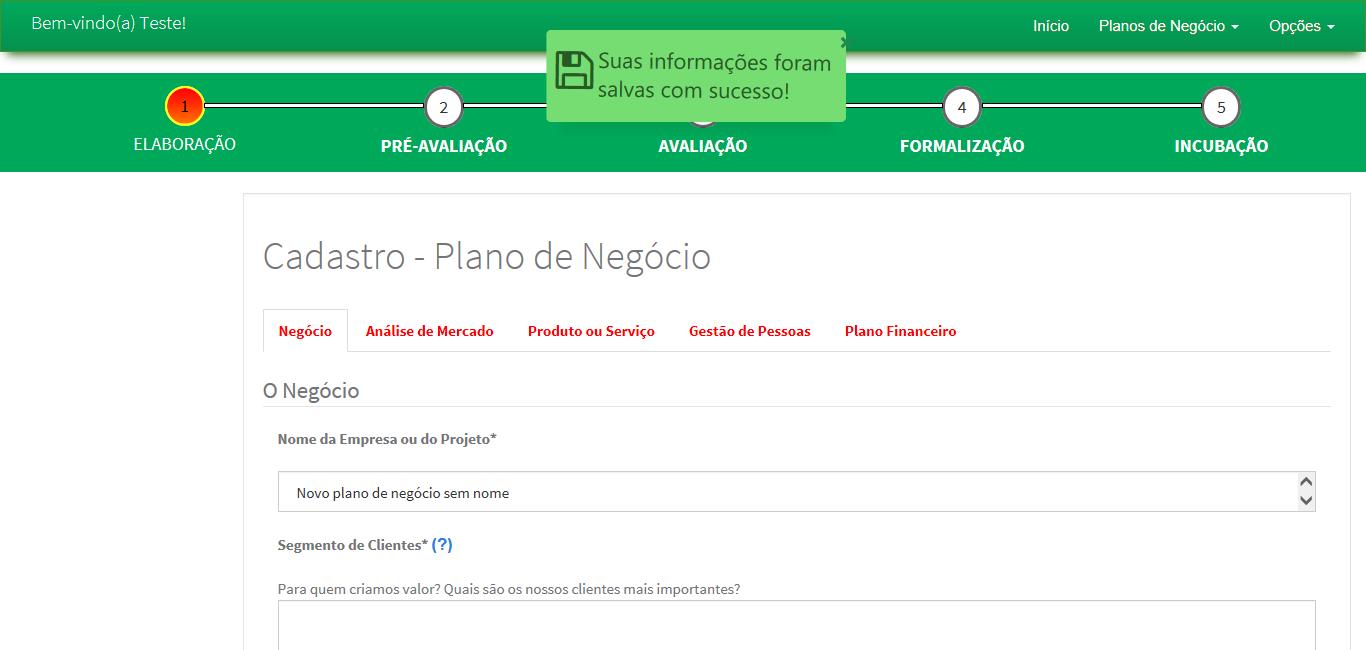 Bem-vindo(a) Teste!
Início Planos de Negócio Opções
Suas informações foram
salvas com sucesso!
1 2 4 5
ELABORAÇÃO PRÉ-AVALIAÇÃO AVALIAÇÃO FORMALIZAÇÃO INCUBAÇÃO
Cadastro - Plano de Negócio
Negócio Análise de Mercado Produto ou Serviço Gestão de Pessoas Plano Financeiro
O Negócio
Nome da Empresa ou do Projeto*
Novo plano de negócio sem nome
Segmento de Clientes* (?)
Para quem criamos valor? Quais são os nossos clientes mais importantes?